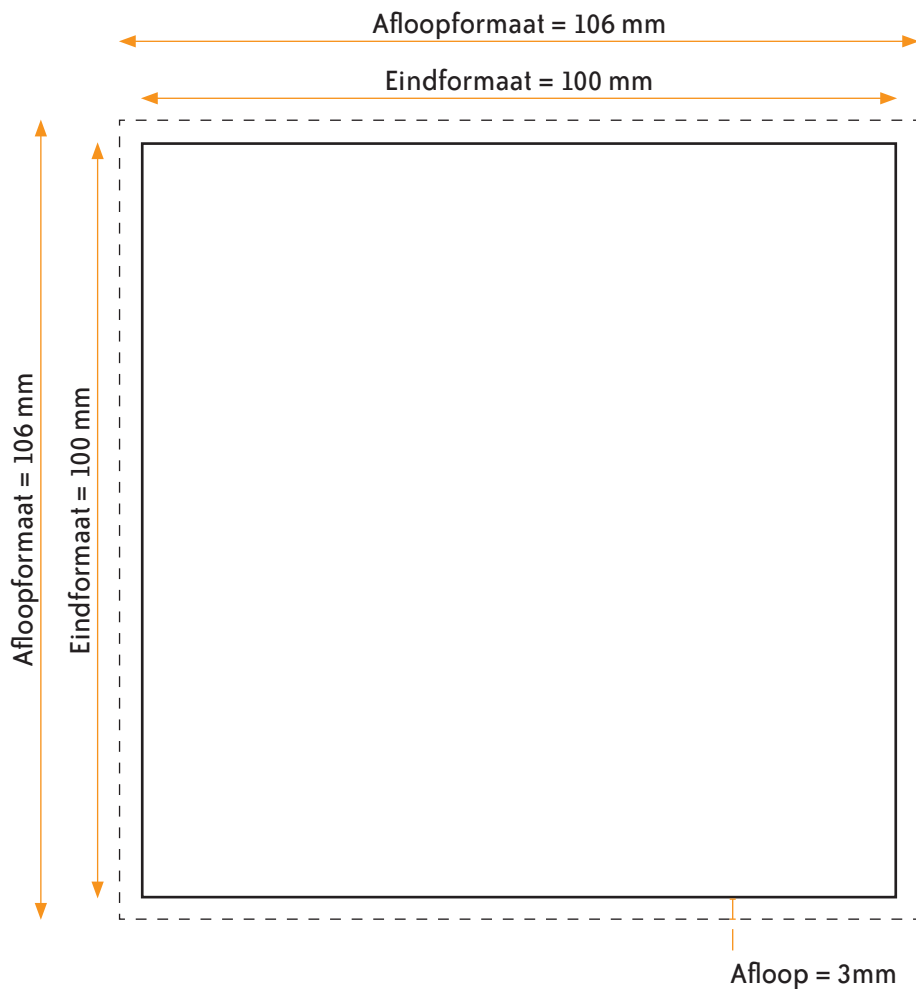 Afloopformaat = 106 mm
Eindformaat = 100 mm
Afloopformaat = 106 mm
Eindformaat = 100 mm
Afloop = 3mm